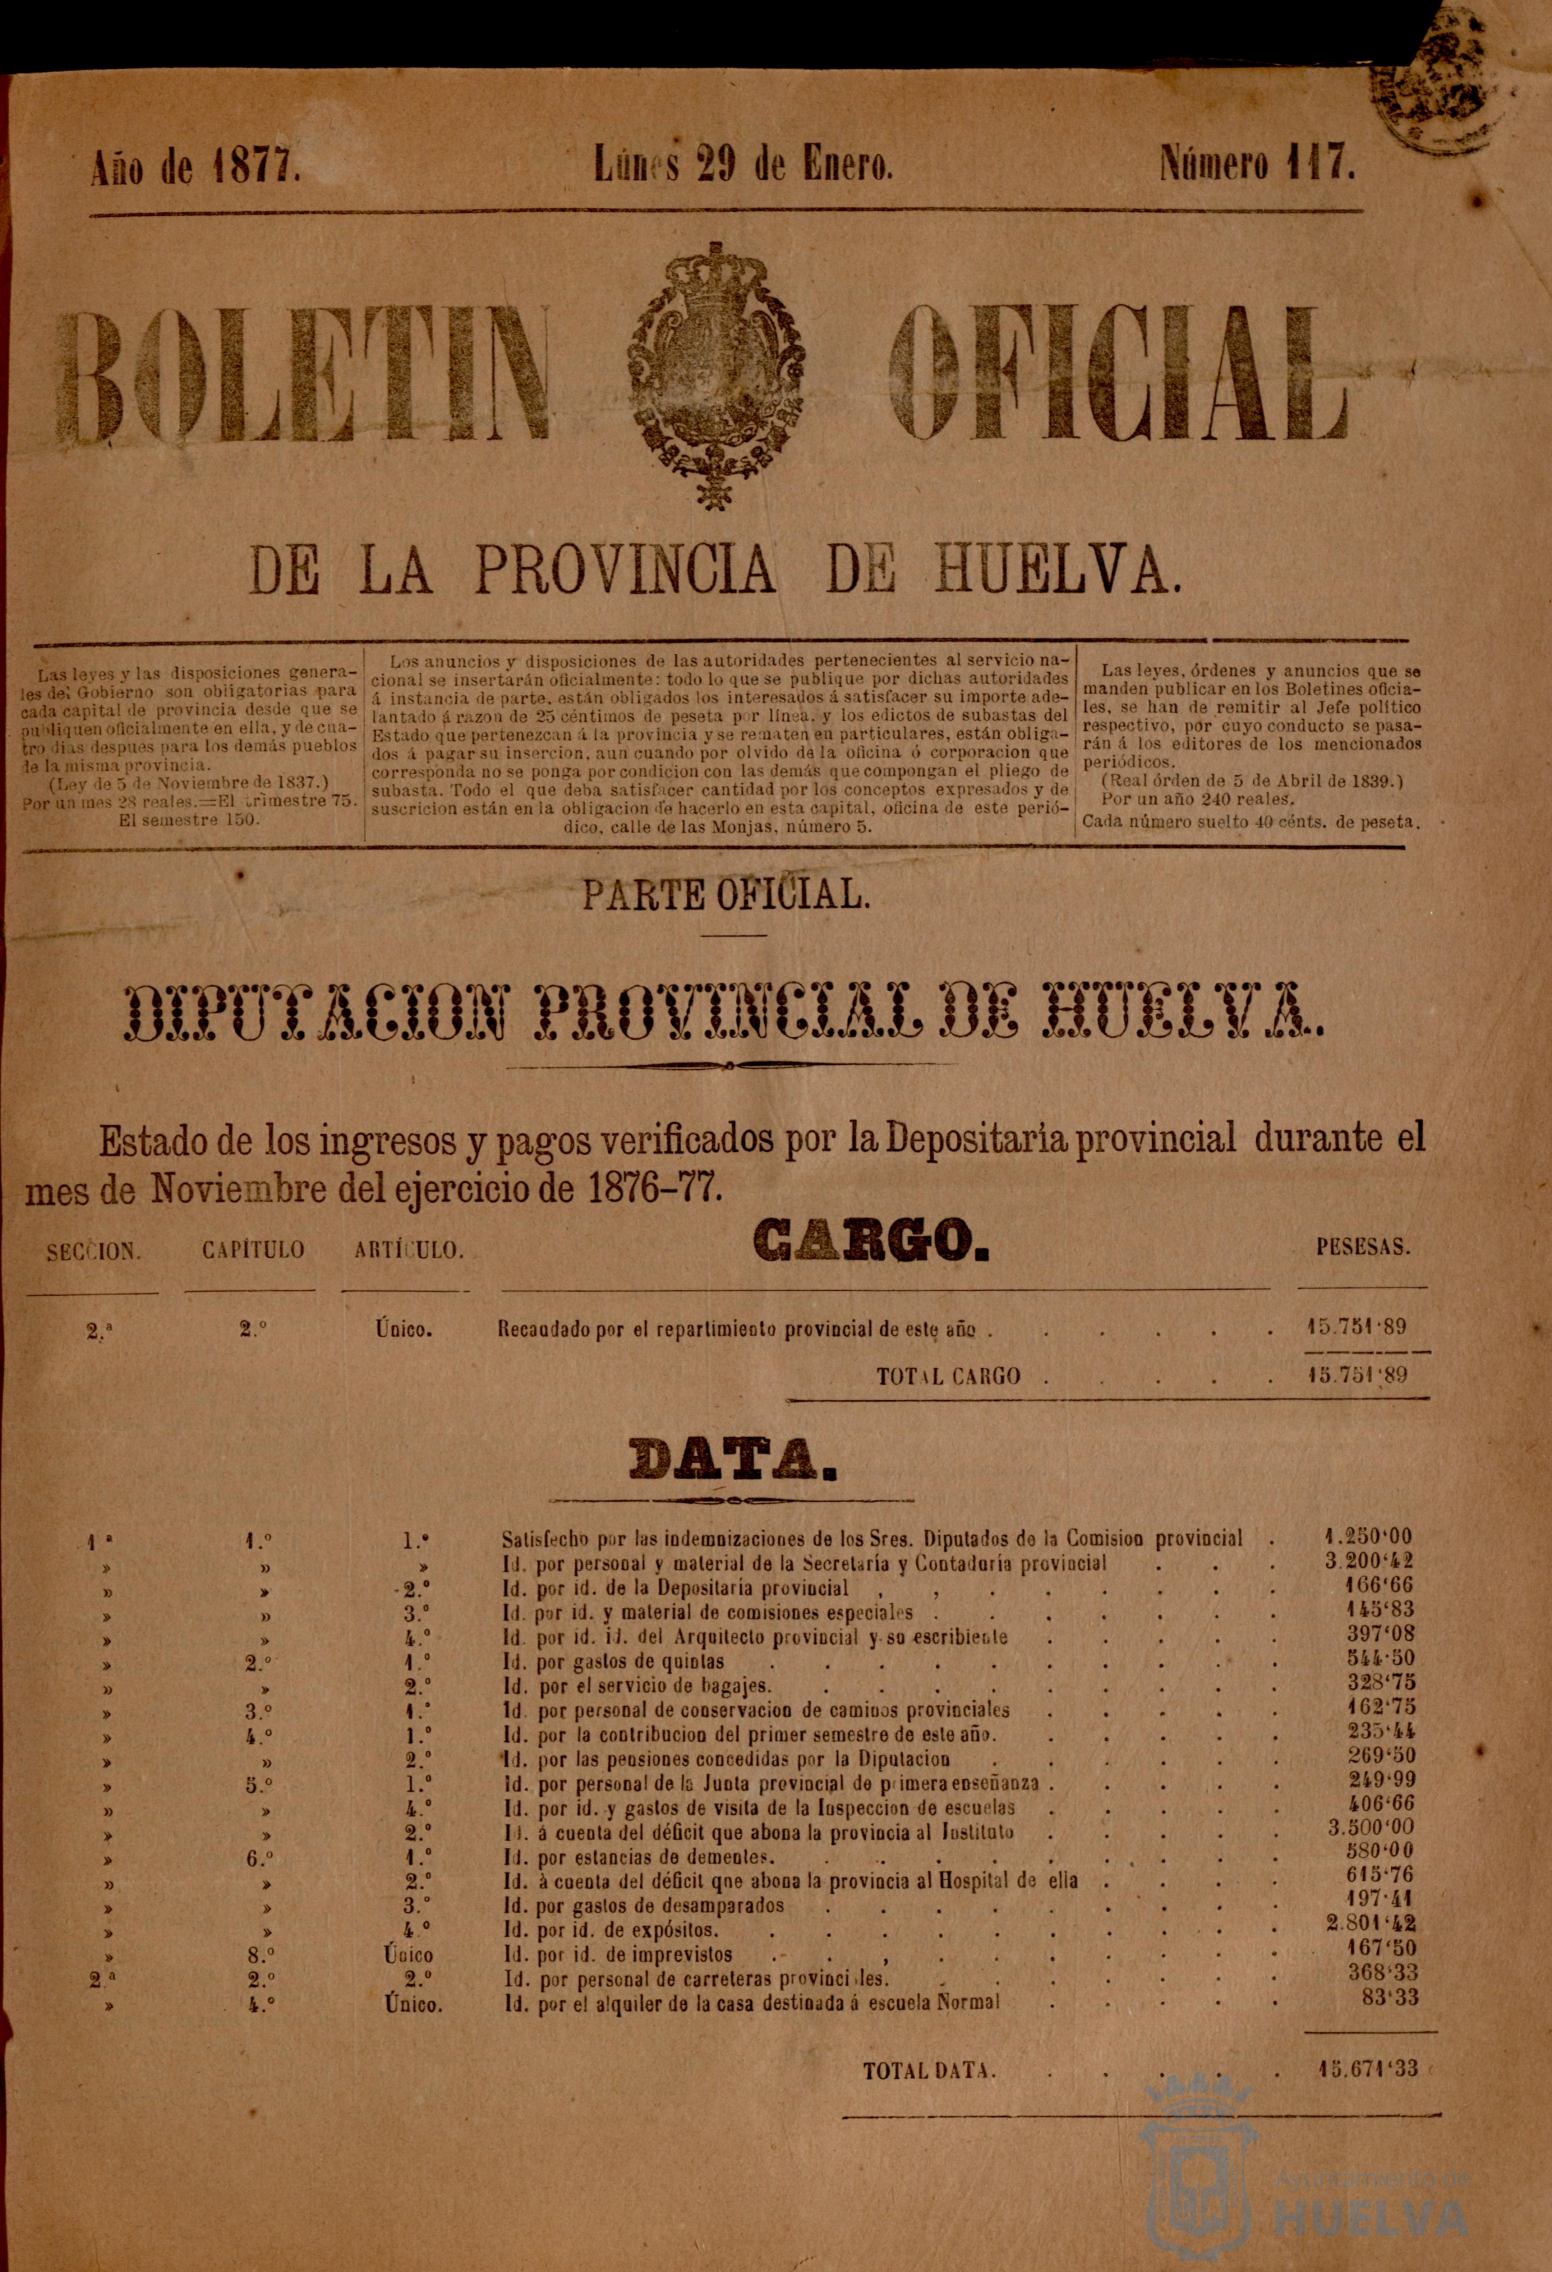 Año de 1877.
Lúnes 29 de Enero.
Número 117.
BOLETIN OFICIAL
DE LA PROVINCIA DE HUELVA.
Las leyes y las disposiciones genera-
les del Gobierno son obligatorias para
cada capital de provincia desde que se
publiquen oficialmente en ella, y de cua-
tro dias despues para los demás pueblos
de la misma provincia.
(Ley de 5 de Noviembre de 1837.)
Por un mes 28 reales.=El trimestre 75.
El semestre 150.
Los anuncios y disposiciones de las autoridades pertenecientes al servicio na-
cional se insertarán oficialmente: todo lo que se publique por dichas autoridades
á instancia de parte, están obligados los interesados á satisfacer su importe ade-
lantado á razon de 25 céntimos de peseta por línea, y los edictos de subastas del
Estado que pertenezcan á la provincia y se rematen en particulares, están obliga-
dos á pagar su insercion, aun cuando por olvido de la oficina ó corporacion que
corresponda no se ponga por condicion con las demás que compongan el pliego de
subasta. Todo el que deba satisfacer cantidad por los conceptos expresados y de
suscricion están en la obligacion de hacerlo en esta capital, oficina de este perió-
dico, calle de las Monjas, número 5.
Las leyes, órdenes y anuncios que se
manden publicar en los Boletines oficia-
les, se han de remitir al Jefe político
respectivo, por cuyo conducto se pasa-
rán á los editores de los mencionados
periódicos.
(Real órden de 5 de Abril de 1839.)
Por un año 240 reales.
Cada número suelto 40 cénts. de peseta.
PARTE OFICIAL.
DIPUTACION PROVINCIAL DE HUELVA.
Estado de los ingresos y pagos verificados por la Depositaría provincial durante el
mes de Noviembre del ejercicio de 1876-77.
SECCION. CAPÍTULO ARTÍCULO. CARGO. PESESAS.
2.ª 2.º Único. Recaudado por el repartimiento provincial de este año . . . . . . 15.751'89
TOTAL CARGO . . . . . 15.751'89
DATA.
1ª 1.º 1.º Satisfecho por las indemnizaciones de los Sres. Diputados de la Comision provincial . 1.250'00
» » » Id. por personal y material de la Secretaría y Contaduría provincial . . . 3.200'42
» » 2.º Id. por id. de la Depositaría provincial , , . . . . . . 166'66
» » 3.º Id. por id. y material de comisiones especiales . . . . . . . 145'83
» » 4.º Id. por id. id. del Arquitecto provincial y su escribiente . . . . . 397'08
» 2.º 1.º Id. por gastos de quintas . . . . . . . . . . 544'50
» » 2.º Id. por el servicio de bagajes. . . . . . . . . . 328'75
» 3.º 1.º Id. por personal de conservacion de caminos provinciales . . . . . 162'75
» 4.º 1.º Id. por la contribucion del primer semestre de este año. . . . . . 235'44
» » 2.º Id. por las pensiones concedidas por la Diputacion . . . . . . 269'50
» 5.º 1.º Id. por personal de la Junta provincial de primera enseñanza . . . . . 249'99
» » 4.º Id. por id. y gastos de visita de la Inspeccion de escuelas . . . . . 406'66
» » 2.º Id. á cuenta del déficit que abona la provincia al Instituto . . . . . 3.500'00
» 6.º 1.º Id. por estancias de dementes. . . . . . . . . . 580'00
» » 2.º Id. à cuenta del déficit qne abona la provincia al Hospital de ella . . . . 615'76
» » 3.º Id. por gastos de desamparados . . . . . . . . . 197'41
» » 4.º Id. por id. de expósitos. . . . . . . . . . . 2.801'42
» 8.º Único Id. por id. de imprevistos . . , . . . . . . . 167'50
2.ª 2.º 2.º Id. por personal de carreteras provinciales. . . . . . . . 368'33
» 4.º Único. Id. por el alquiler de la casa destinada á escuela Normal . . . . . 83'33
TOTAL DATA. . . . . . 15.671'33
Ayuntamiento de
HUELVA